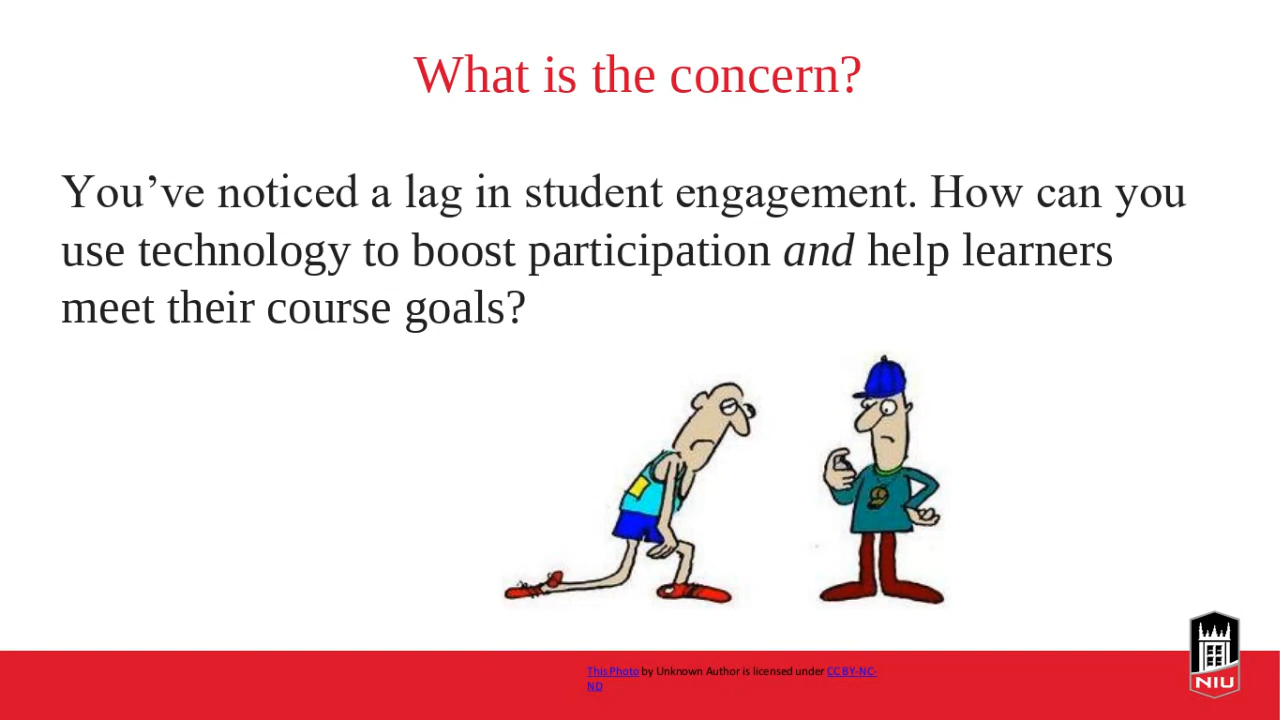 What is the concern?
You’ve noticed a lag in student engagement. How can you
use technology to boost participation and help learners
meet their course goals?
This Photo by Unknown Author is licensed under CC BY-NC-
ND
NIU